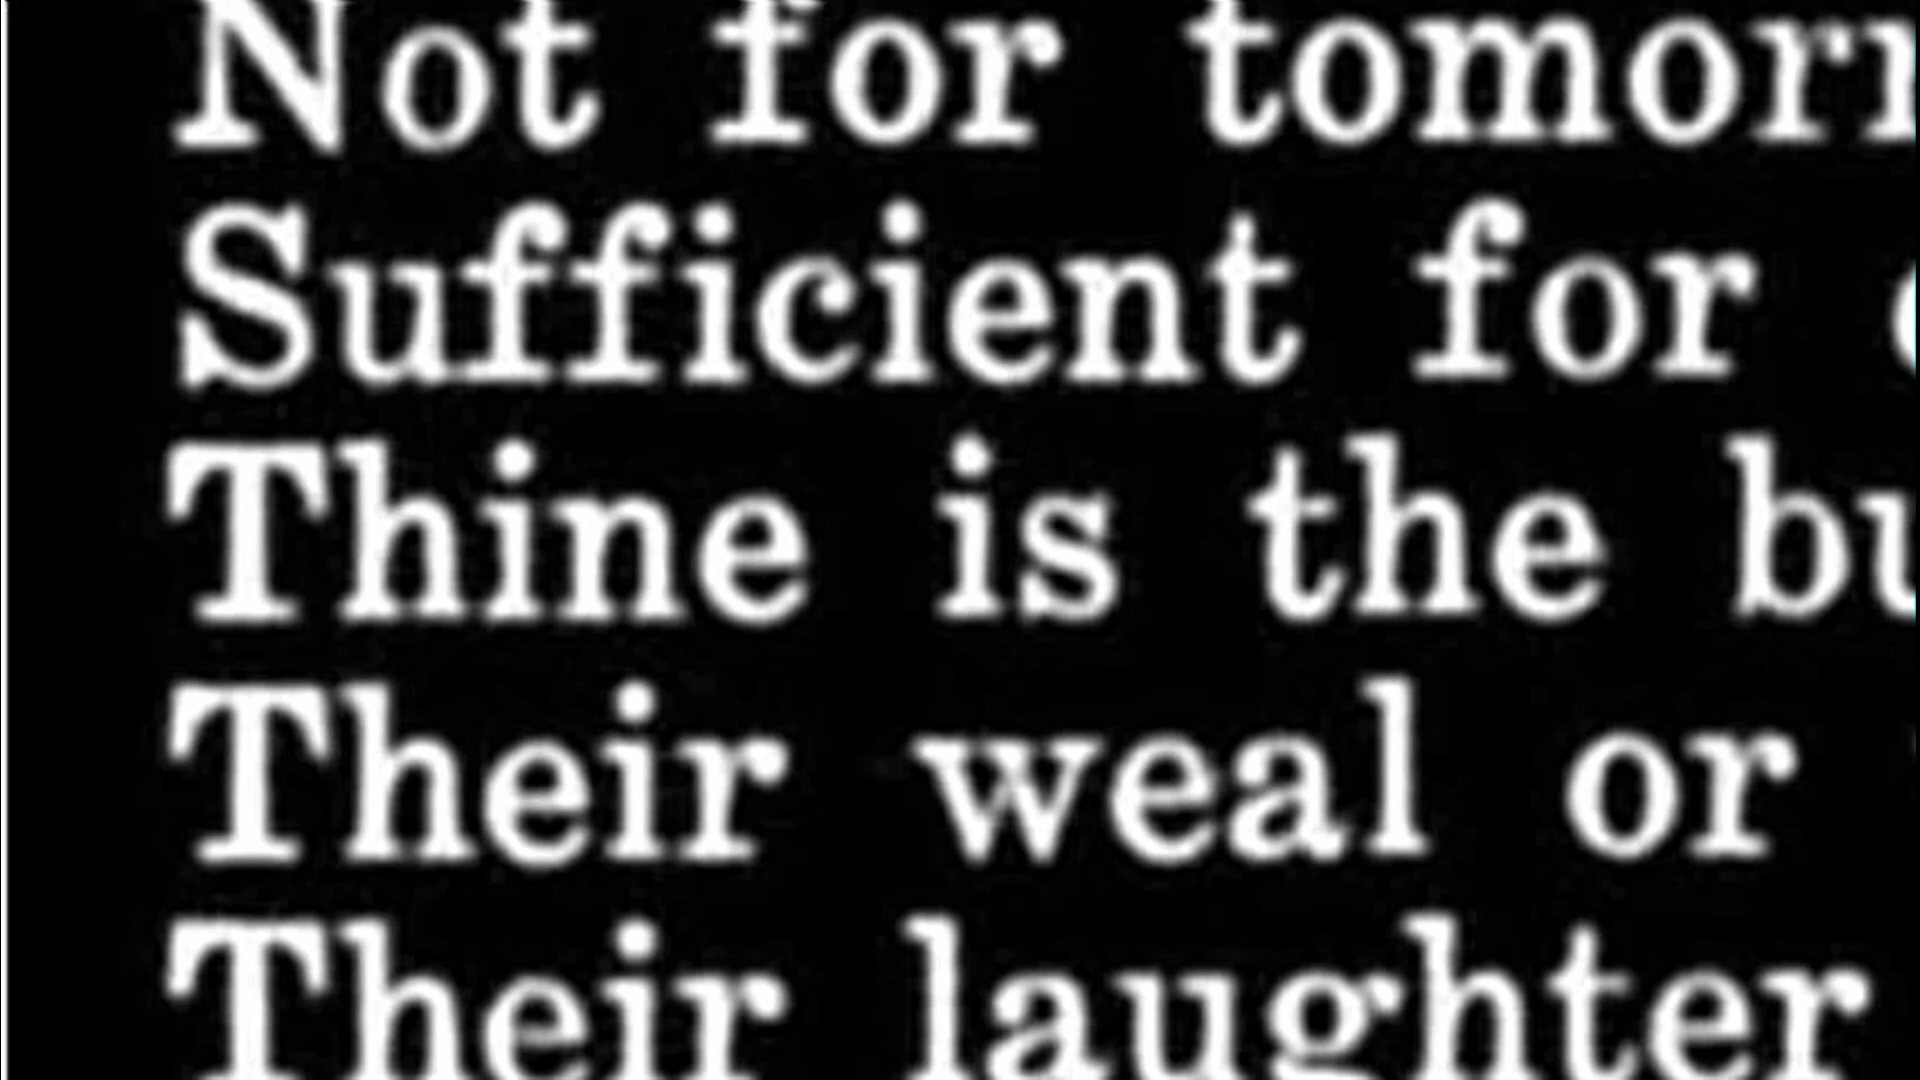 Not for tomorr
Sufficient for
Thine is the bu
Their weal or
Their laughter